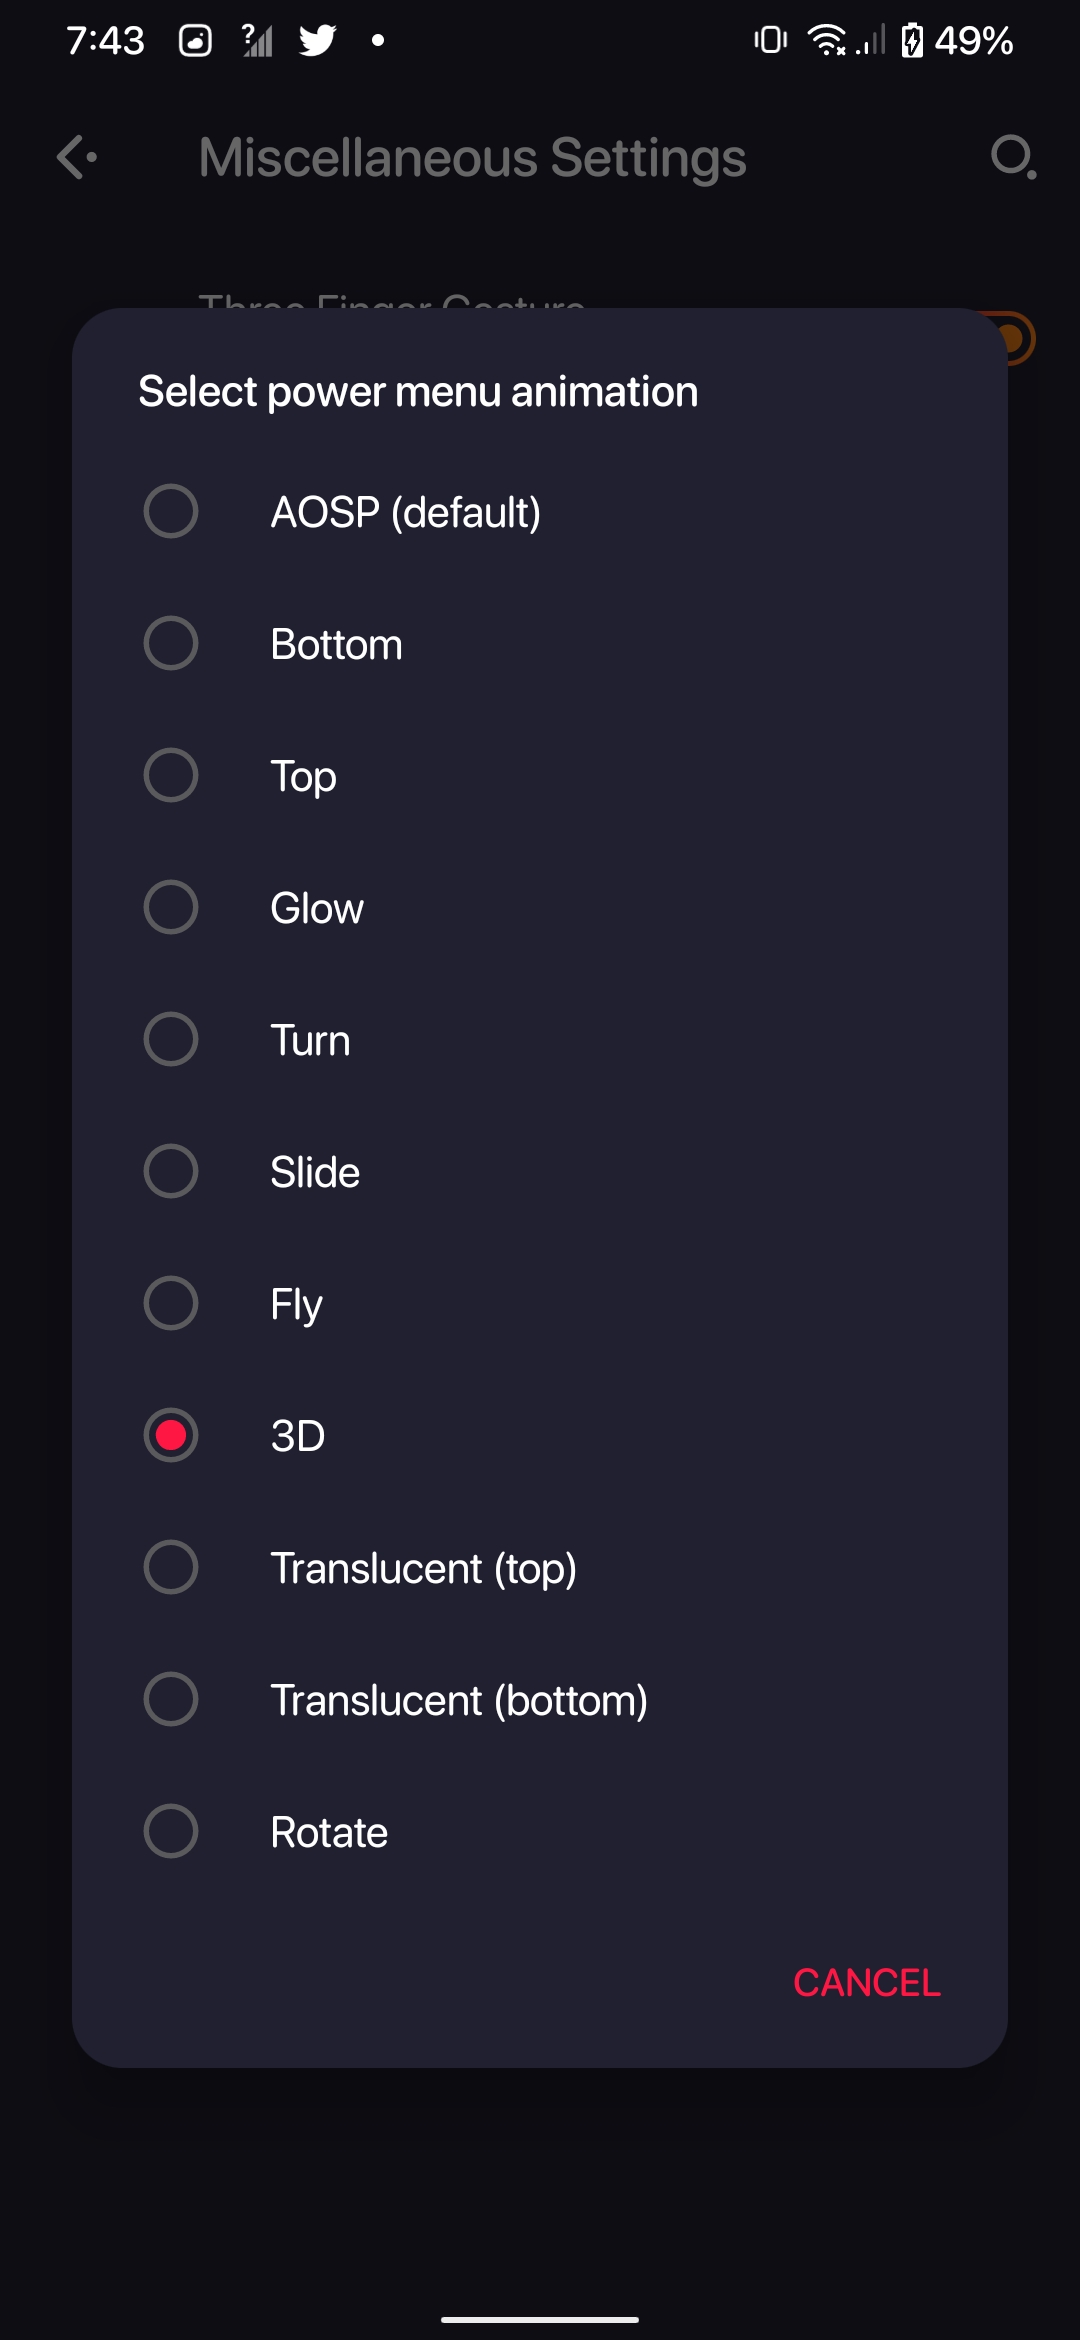 7:43
49%
Miscellaneous Settings
Three Finger Gesture
Select power menu animation
AOSP (default)
Bottom
Top
Glow
Turn
Slide
Fly
3D
Translucent (top)
Translucent (bottom)
Rotate
CANCEL